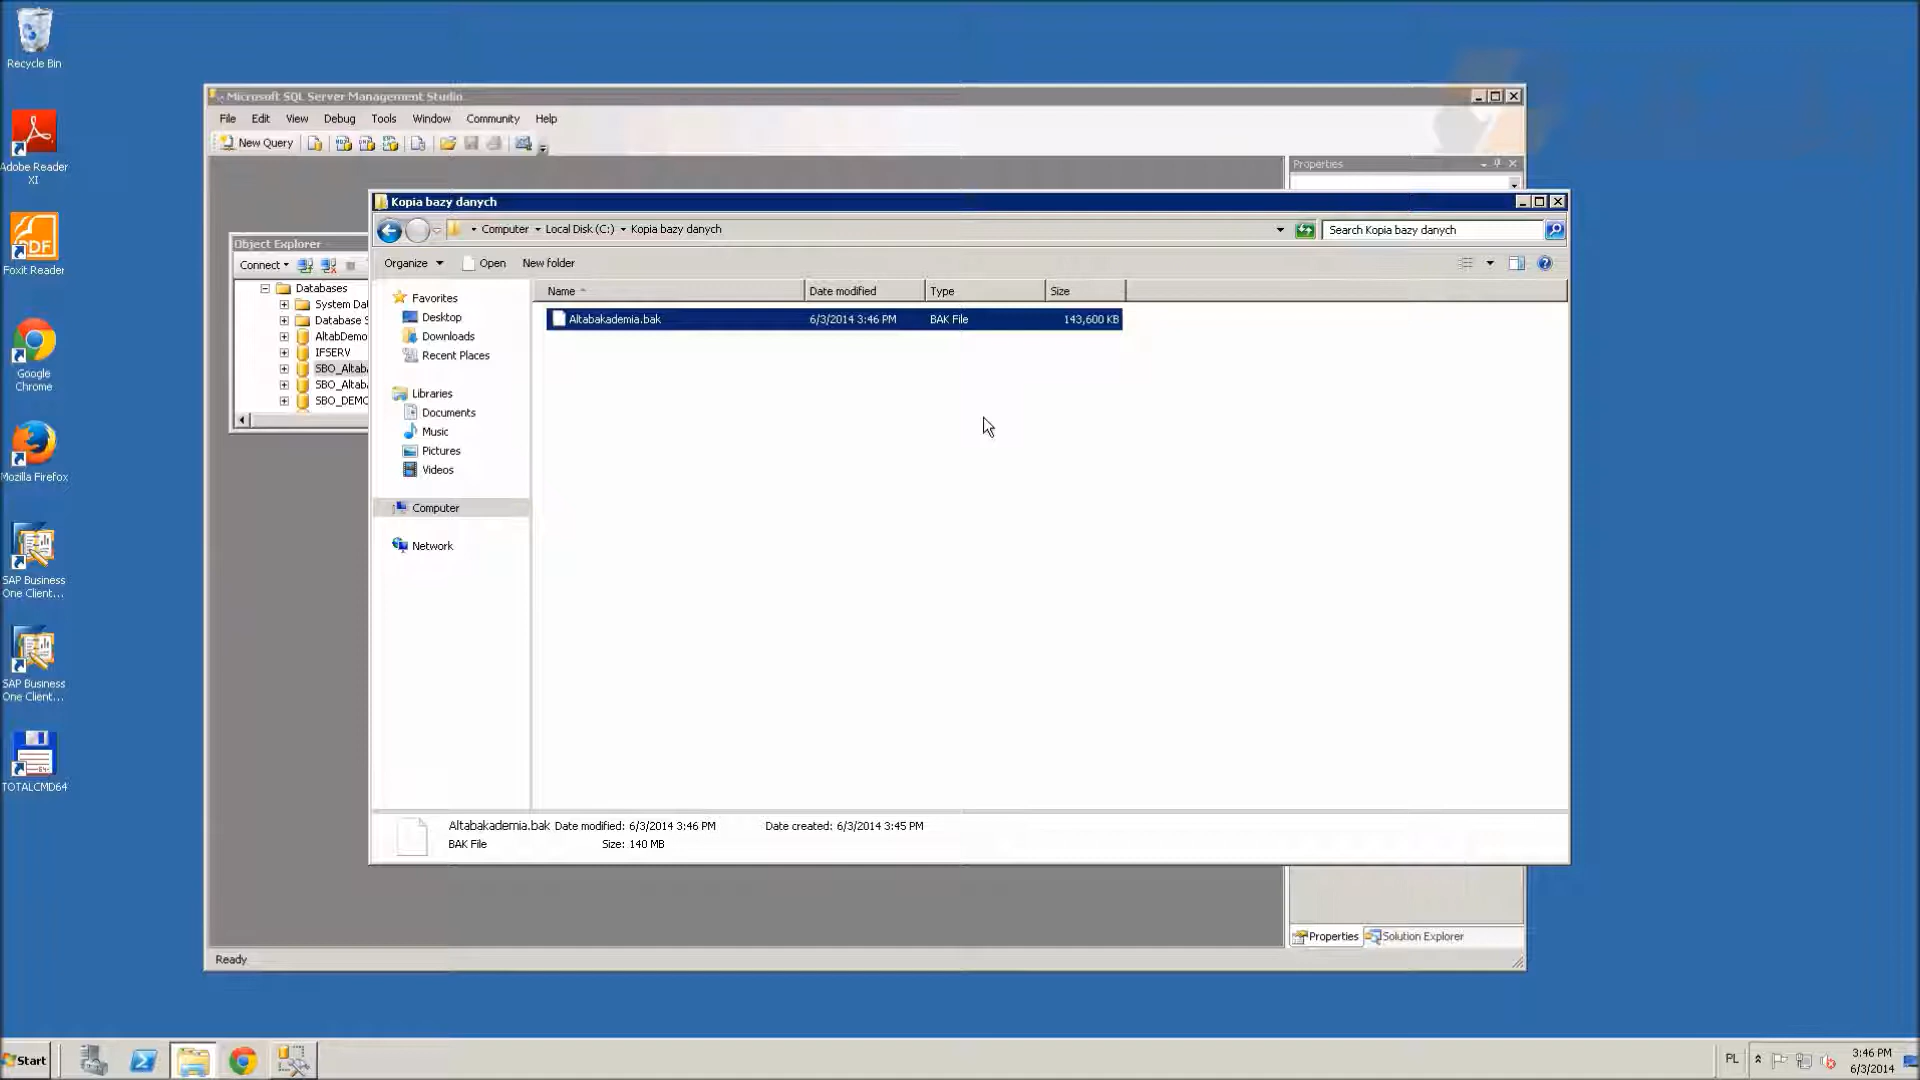 Recycle Bin
Adobe Reader
XI
PDF
Foxit Reader
Google
Chrome
Mozilla Firefox
SAP Business
One Client...
SAP Business
One Client...
TOTALCMD64
Microsoft SQL Server Management Studio
File Edit View Debug Tools Window Community Help
New Query
Properties
Object Explorer
Connect
Databases
System Dat
Database S
AltabDemo
IFSERV
SBO_Altab
SBO_Altab
SBO_DEMO
Kopia bazy danych
Computer Local Disk (C:) Kopia bazy danych
Search Kopia bazy danych
Organize Open New folder
Favorites
Desktop
Downloads
Recent Places
Libraries
Documents
Music
Pictures
Videos
Computer
Network
Name Date modified Type Size
Altabakademia.bak 6/3/2014 3:46 PM BAK File 143,600 KB
Altabakademia.bak Date modified: 6/3/2014 3:46 PM Date created: 6/3/2014 3:45 PM
BAK File Size: 140 MB
Properties Solution Explorer
Ready
Start
PL
3:46 PM
6/3/2014